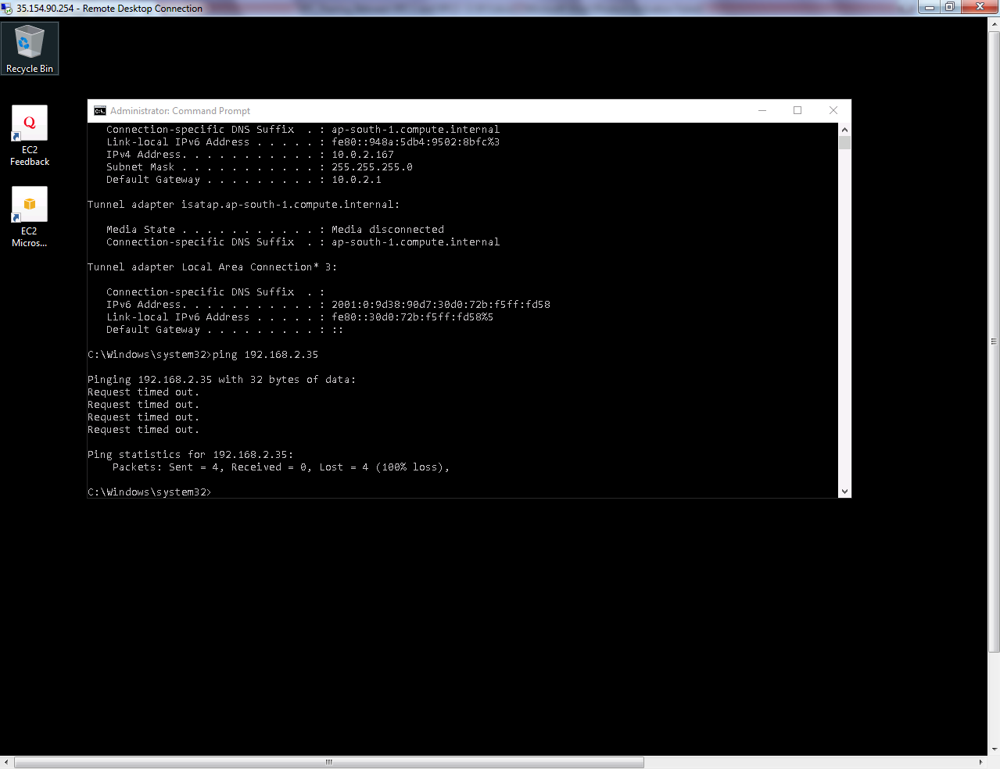 35.154.90.254 - Remote Desktop Connection
Recycle Bin
EC2
Feedback
EC2
Micros...
Administrator: Command Prompt
Connection-specific DNS Suffix  . : ap-south-1.compute.internal
Link-local IPv6 Address . . . . . : fe80::948a:5db4:9502:8bfc%3
IPv4 Address. . . . . . . . . . . : 10.0.2.167
Subnet Mask . . . . . . . . . . . : 255.255.255.0
Default Gateway . . . . . . . . . : 10.0.2.1
Tunnel adapter isatap.ap-south-1.compute.internal:
Media State . . . . . . . . . . . : Media disconnected
Connection-specific DNS Suffix  . : ap-south-1.compute.internal
Tunnel adapter Local Area Connection* 3:
Connection-specific DNS Suffix  . :
IPv6 Address. . . . . . . . . . . : 2001:0:9d38:90d7:30d0:72b:f5ff:fd58
Link-local IPv6 Address . . . . . : fe80::30d0:72b:f5ff:fd58%5
Default Gateway . . . . . . . . . : ::
C:\Windows\system32>ping 192.168.2.35
Pinging 192.168.2.35 with 32 bytes of data:
Request timed out.
Request timed out.
Request timed out.
Request timed out.
Ping statistics for 192.168.2.35:
Packets: Sent = 4, Received = 0, Lost = 4 (100% loss),
C:\Windows\system32>